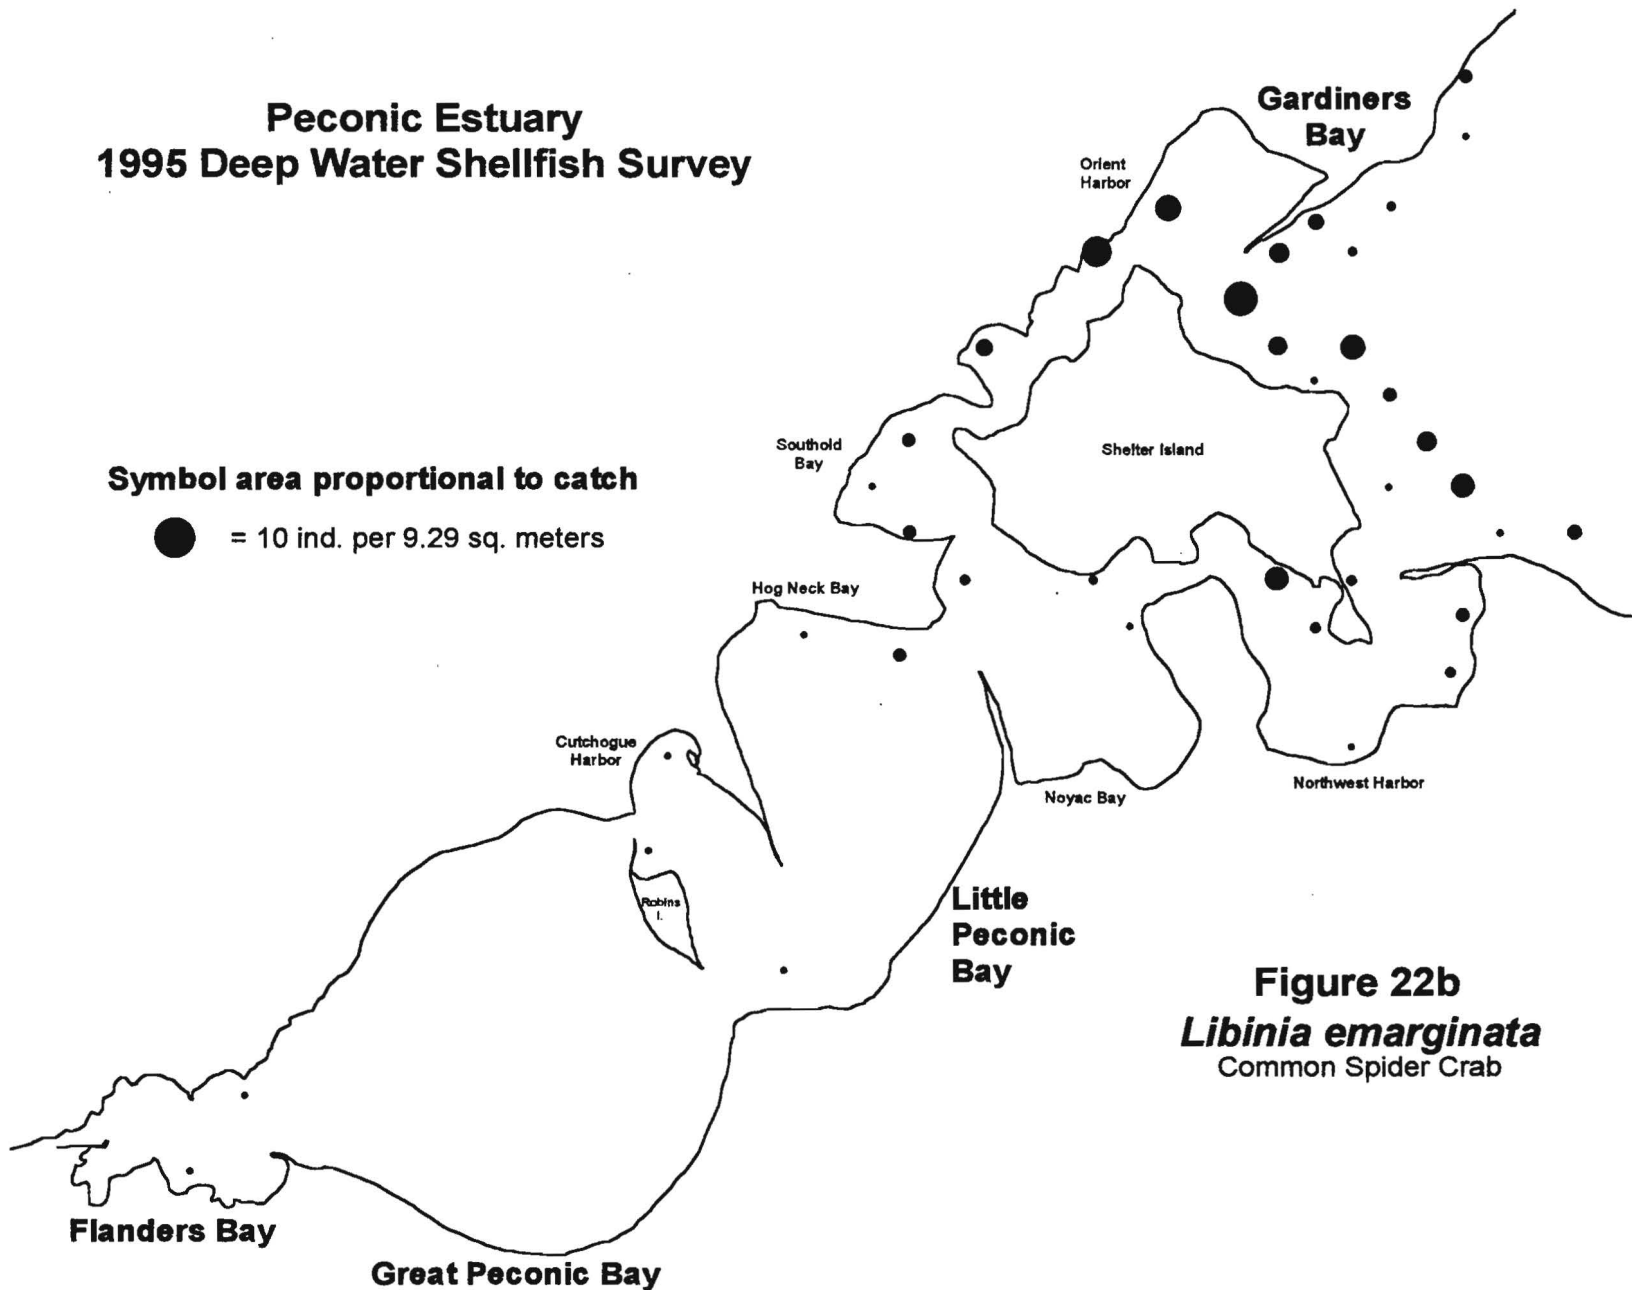 Peconic Estuary
1995 Deep Water Shellfish Survey
Gardiners
Bay
Orient
Harbor
Southold
Bay
Shelter Island
Symbol area proportional to catch
= 10 ind. per 9.29 sq. meters
Hog Neck Bay
Cutchogue
Harbor
Noyac Bay
Northwest Harbor
Robins
I.
Little
Peconic
Bay
Figure 22b
Libinia emarginata
Common Spider Crab
Flanders Bay
Great Peconic Bay